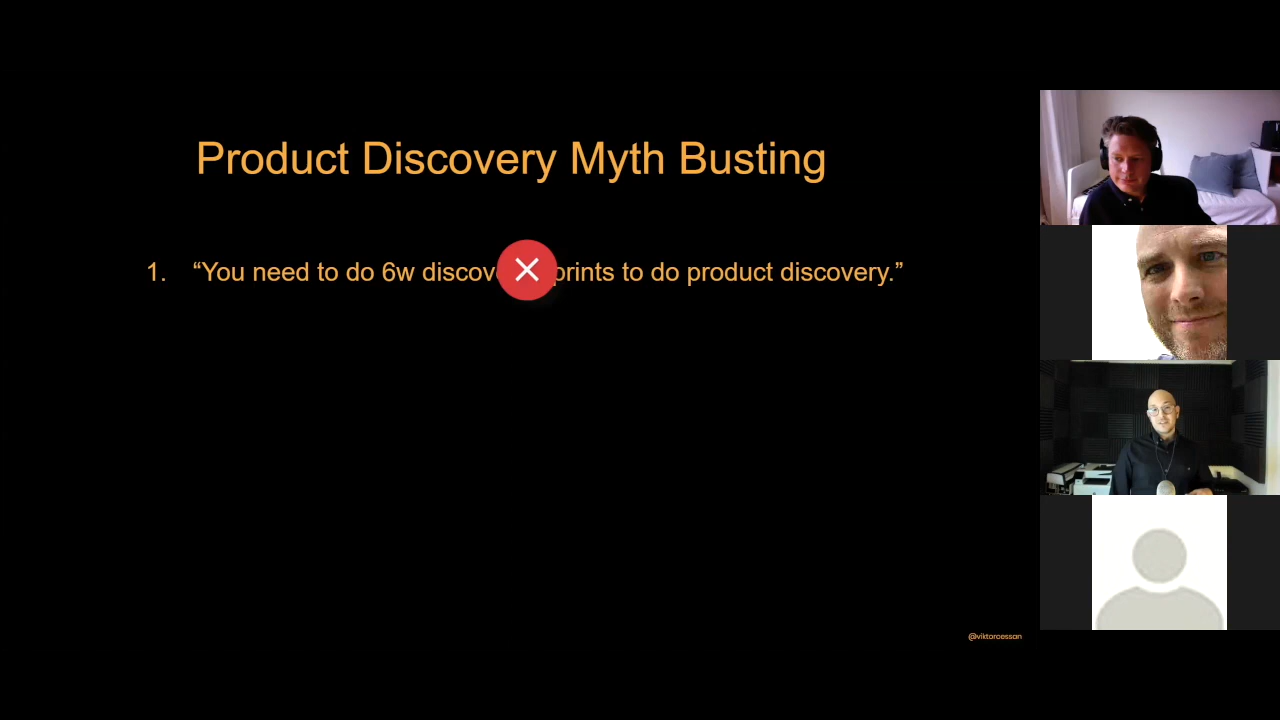 Product Discovery Myth Busting
1. “You need to do 6w discov prints to do product discovery.”
@viktorcessan